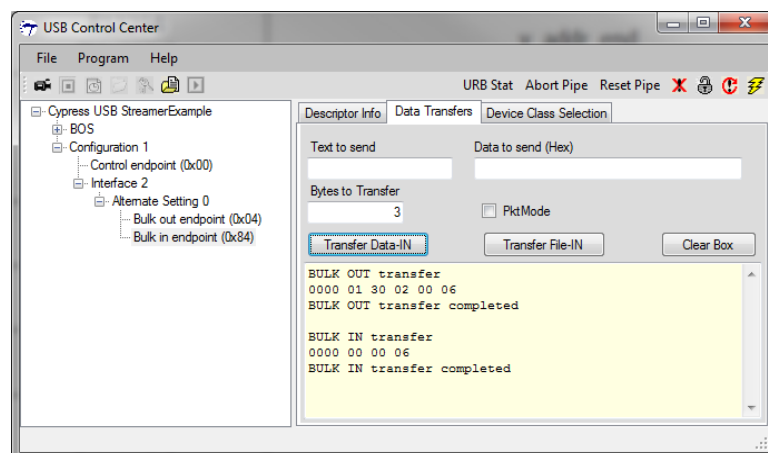 USB Control Center
File Program Help
URB Stat Abort Pipe Reset Pipe
Cypress USB StreamerExample
BOS
Configuration 1
Control endpoint (0x00)
Interface 2
Alternate Setting 0
Bulk out endpoint (0x04)
Bulk in endpoint (0x84)
Descriptor Info Data Transfers Device Class Selection
Text to send Data to send (Hex)
Bytes to Transfer
3 PktMode
Transfer Data-IN Transfer File-IN Clear Box
BULK OUT transfer
0000 01 30 02 00 06
BULK OUT transfer completed
BULK IN transfer
0000 00 00 06
BULK IN transfer completed